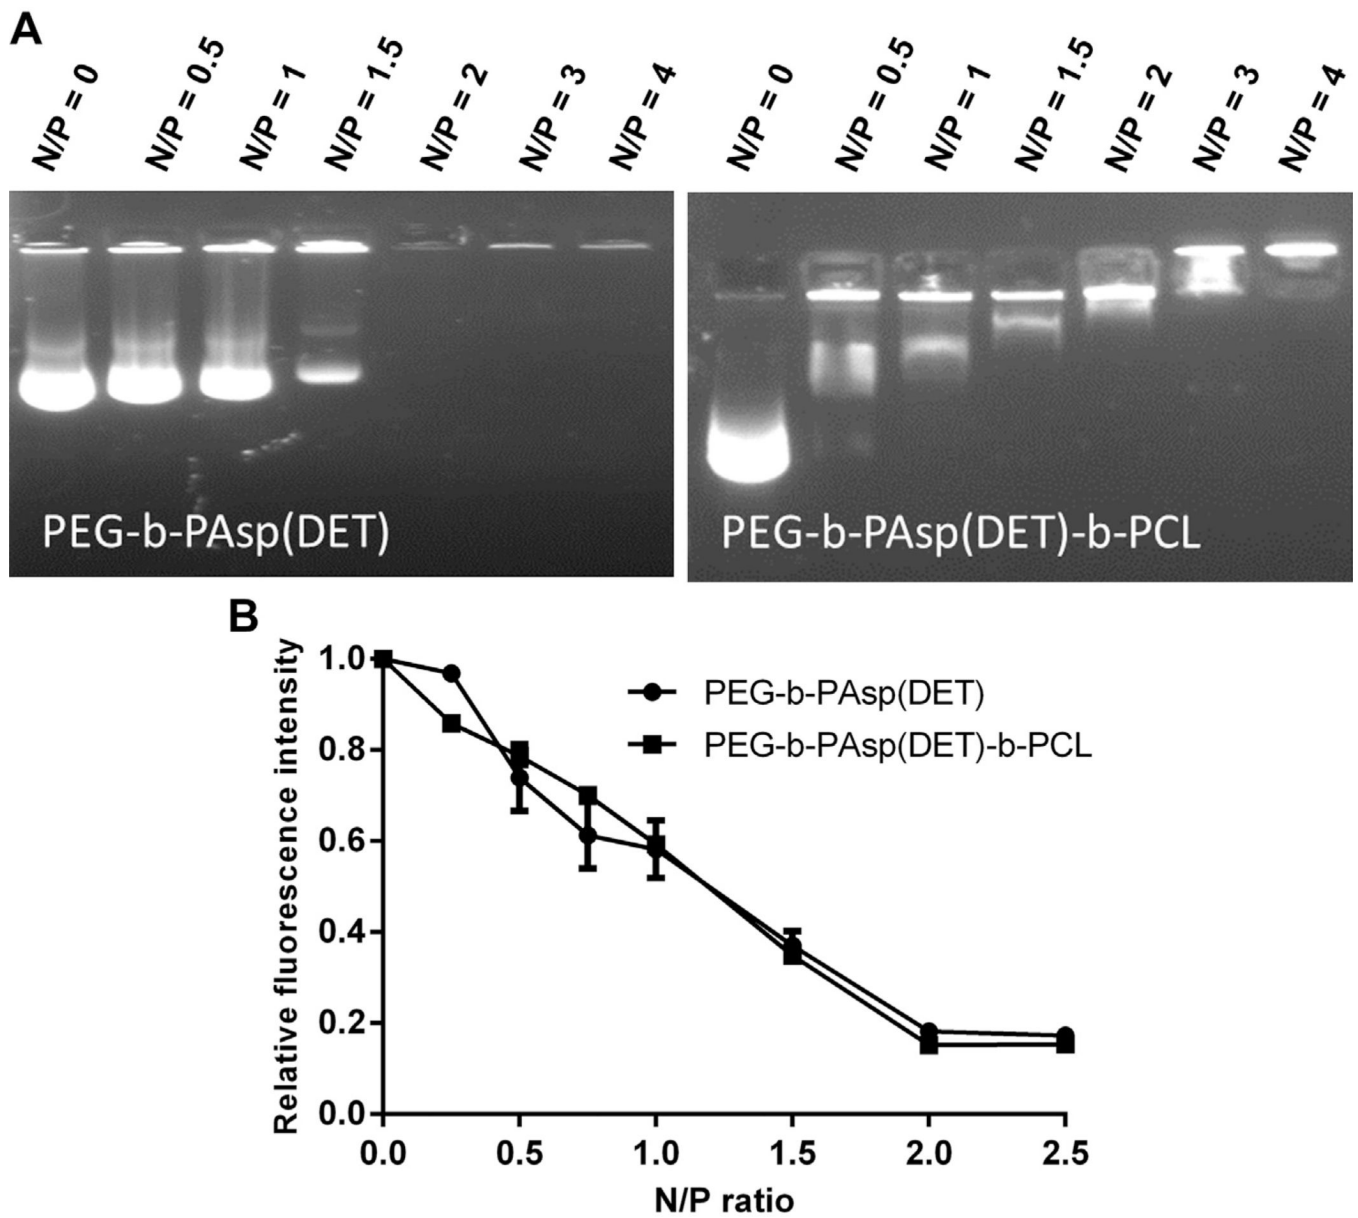 A
N/P = 0
N/P = 0.5
N/P = 1
N/P = 1.5
N/P = 2
N/P = 3
N/P = 4
N/P = 0
N/P = 0.5
N/P = 1
N/P = 1.5
N/P = 2
N/P = 3
N/P = 4
PEG-b-PAsp(DET)
PEG-b-PAsp(DET)-b-PCL
B
Relative fluorescence intensity
1.0
0.8
0.6
0.4
0.2
0.0
PEG-b-PAsp(DET)
PEG-b-PAsp(DET)-b-PCL
0.0 0.5 1.0 1.5 2.0 2.5
N/P ratio